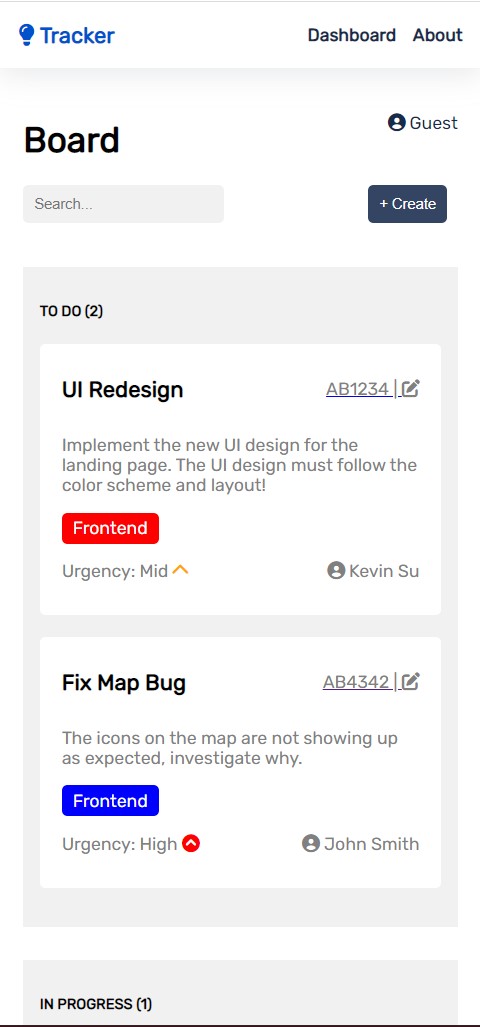 Tracker
Dashboard About
Guest
Board
Search...
+ Create
TO DO (2)
UI Redesign
AB1234 |
Implement the new UI design for the
landing page. The UI design must follow the
color scheme and layout!
Frontend
Urgency: Mid
Kevin Su
Fix Map Bug
AB4342 |
The icons on the map are not showing up
as expected, investigate why.
Frontend
Urgency: High
John Smith
IN PROGRESS (1)